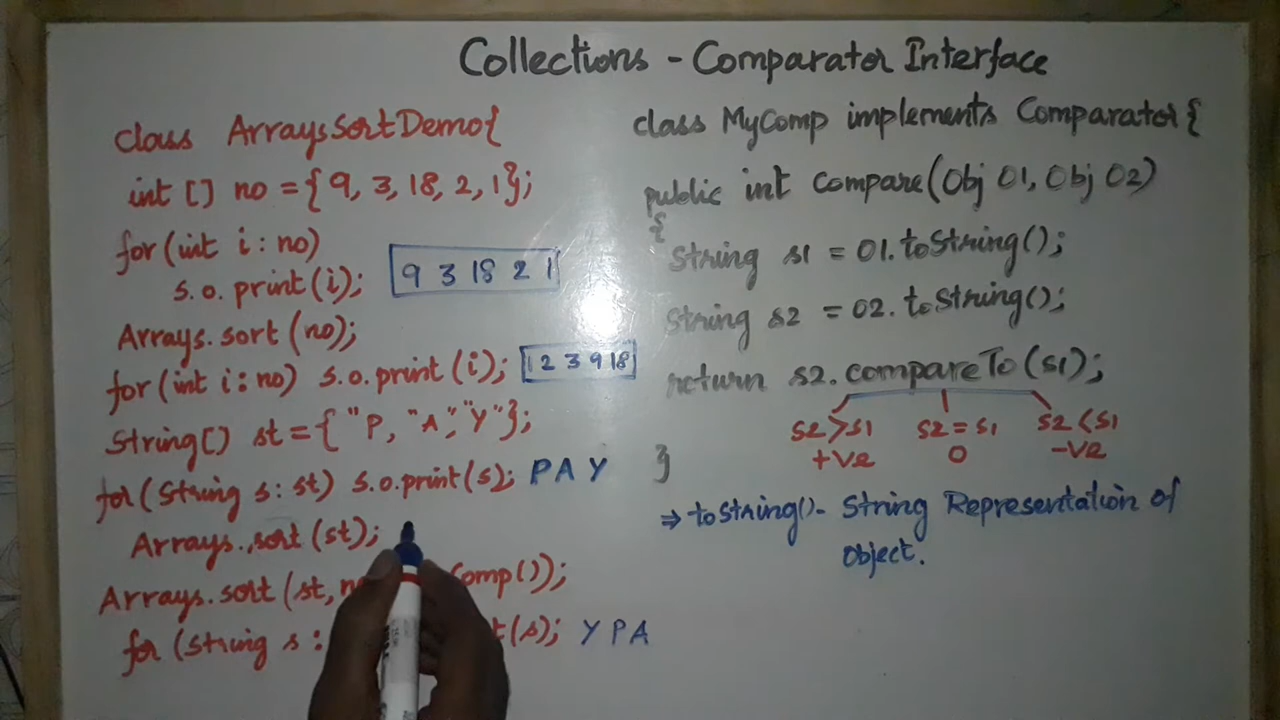 Collections - Comparator Interface
class ArraysSortDemo{
int [] no = {9, 3, 18, 2, 1};
for (int i : no)
s.o.print(i);
9 3 18 2 1
Arrays.sort (no);
for (int i : no) s.o.print (i);
1 2 3 9 18
String[] st = { "P, "A", "Y" };
for (String s : st) s.o.print(s); P A Y
Arrays.sort (st);
Arrays.sort (st, Comp());
for (String s : (s); Y P A
class MyComp implements Comparator {
public int compare(Obj O1, Obj O2)
{
String s1 = O1.toString();
String s2 = O2.toString();
return s2.compareTo (s1);
s2>s1 s2=s1 s2<s1
+ve 0 -ve
}
⇒ toString() - String Representation of
Object.